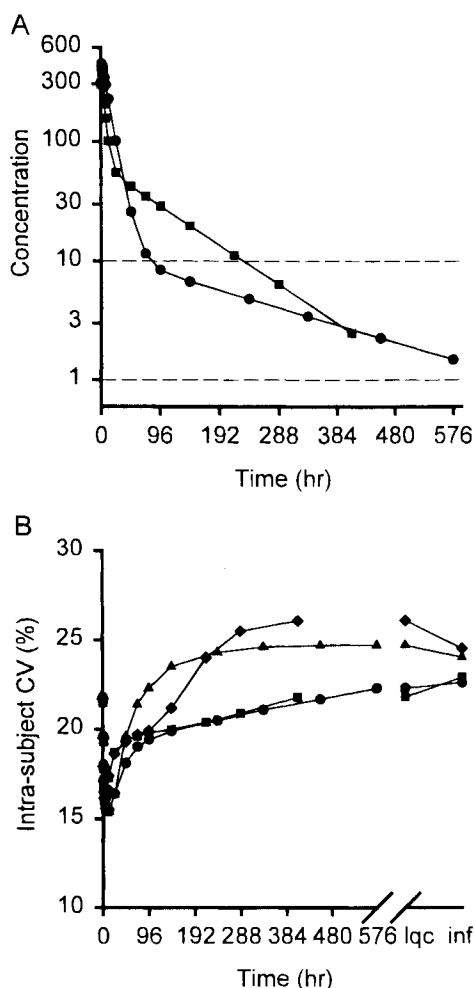 A
600
300
100
30
10
3
1
Concentration
0 96 192 288 384 480 576
Time (hr)
B
30
25
20
15
10
Intra-subject CV (%)
0 96 192 288 384 480 576 lqc inf
Time (hr)